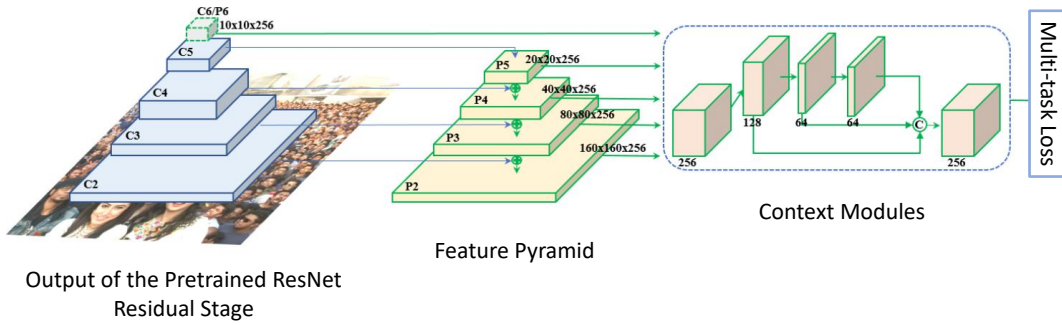 C6/P6
10x10x256
C5
C4
C3
C2
P5
20x20x256
P4
40x40x256
P3
80x80x256
P2
160x160x256
256
128
64
64
C
256
Multi-task Loss
Context Modules
Feature Pyramid
Output of the Pretrained ResNet
Residual Stage